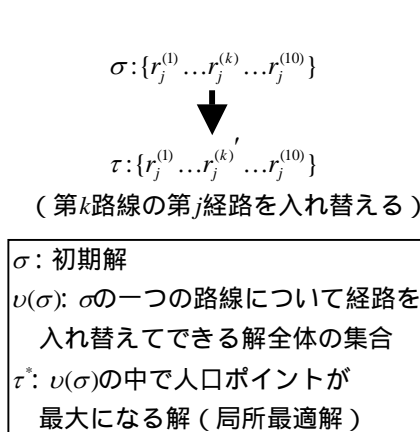 σ:{r_j^{(1)} …r_j^{(k)} …r_j^{(10)}}
τ:{r_j^{(1)} …r_j^{(k)′} …r_j^{(10)}}
（第k路線の第j経路を入れ替える）
σ：初期解
υ(σ): σの一つの路線について経路を
入れ替えてできる解全体の集合
τ*: υ(σ)の中で人口ポイントが
最大になる解（局所最適解）